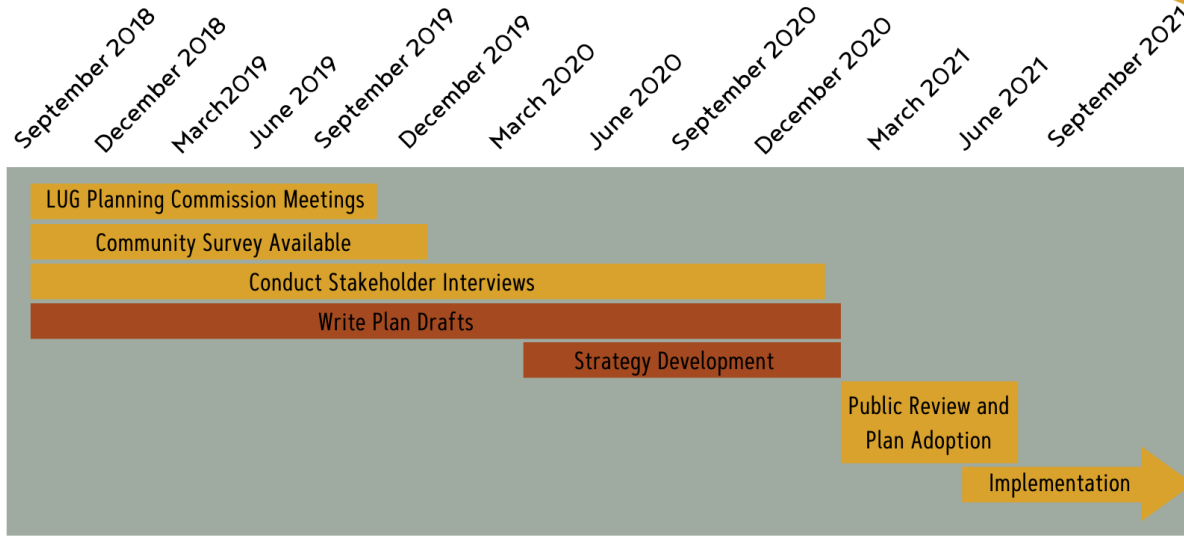 September 2018
December 2018
March2019
June 2019
September 2019
December 2019
March 2020
June 2020
September 2020
December 2020
March 2021
June 2021
September 2021
LUG Planning Commission Meetings
Community Survey Available
Conduct Stakeholder Interviews
Write Plan Drafts
Strategy Development
Public Review and
Plan Adoption
Implementation